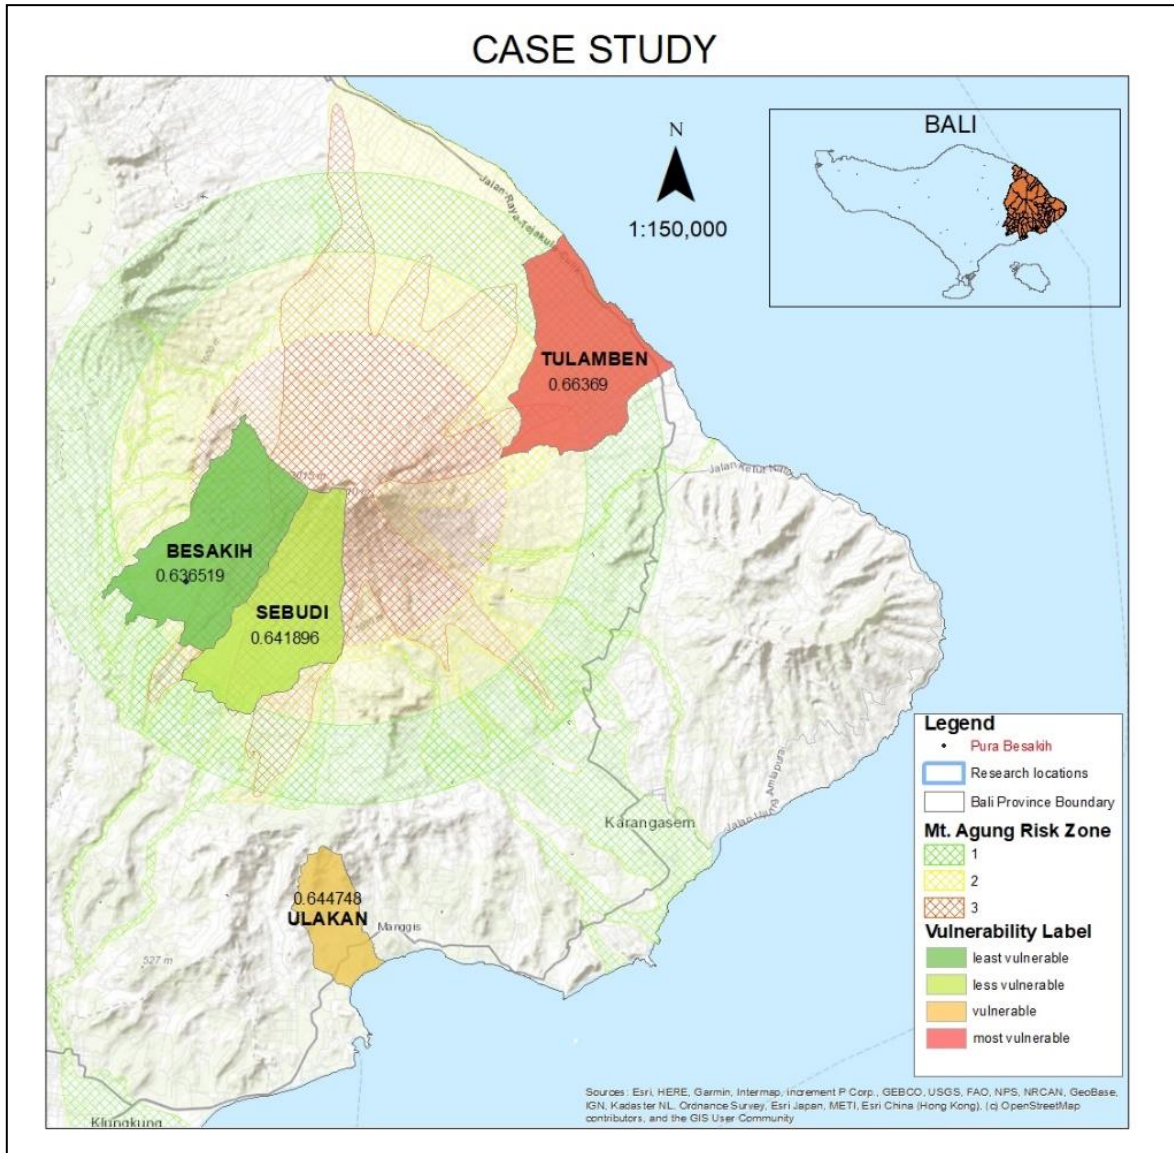 CASE STUDY
N
1:150,000
BALI
Jalan Raya Tejakula
TULAMBEN
0.66369
BESAKIH
0.636519
SEBUDI
0.641896
Karangasem
0.644748
ULAKAN
Manggis
527 m
Klungkung
Legend
Pura Besakih
Research locations
Bali Province Boundary
Mt. Agung Risk Zone
1
2
3
Vulnerability Label
least vulnerable
less vulnerable
vulnerable
most vulnerable
Sources: Esri, HERE, Garmin, Intermap, increment P Corp., GEBCO, USGS, FAO, NPS, NRCAN, GeoBase,
IGN, Kadaster NL, Ordnance Survey, Esri Japan, METI, Esri China (Hong Kong), (c) OpenStreetMap
contributors, and the GIS User Community